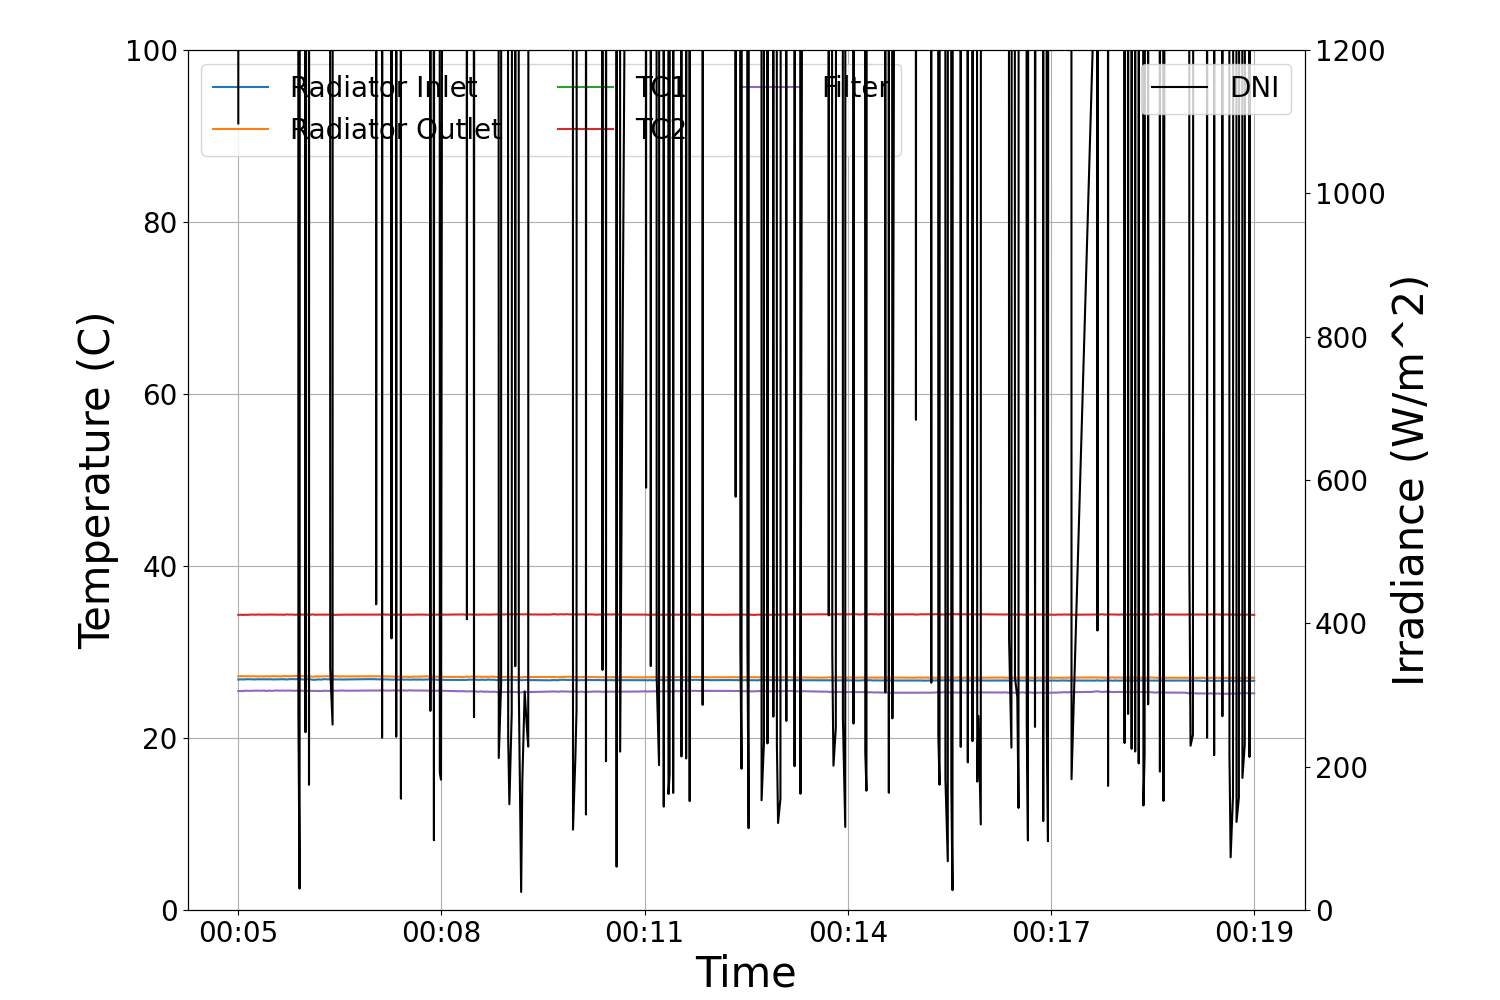 100
80
60
40
20
0
Temperature (C)
Radiator Inlet
Radiator Outlet
TC1
TC2
Filter
DNI
1200
1000
800
600
400
200
0
Irradiance (W/m^2)
00:05
00:08
00:11
00:14
00:17
00:19
Time